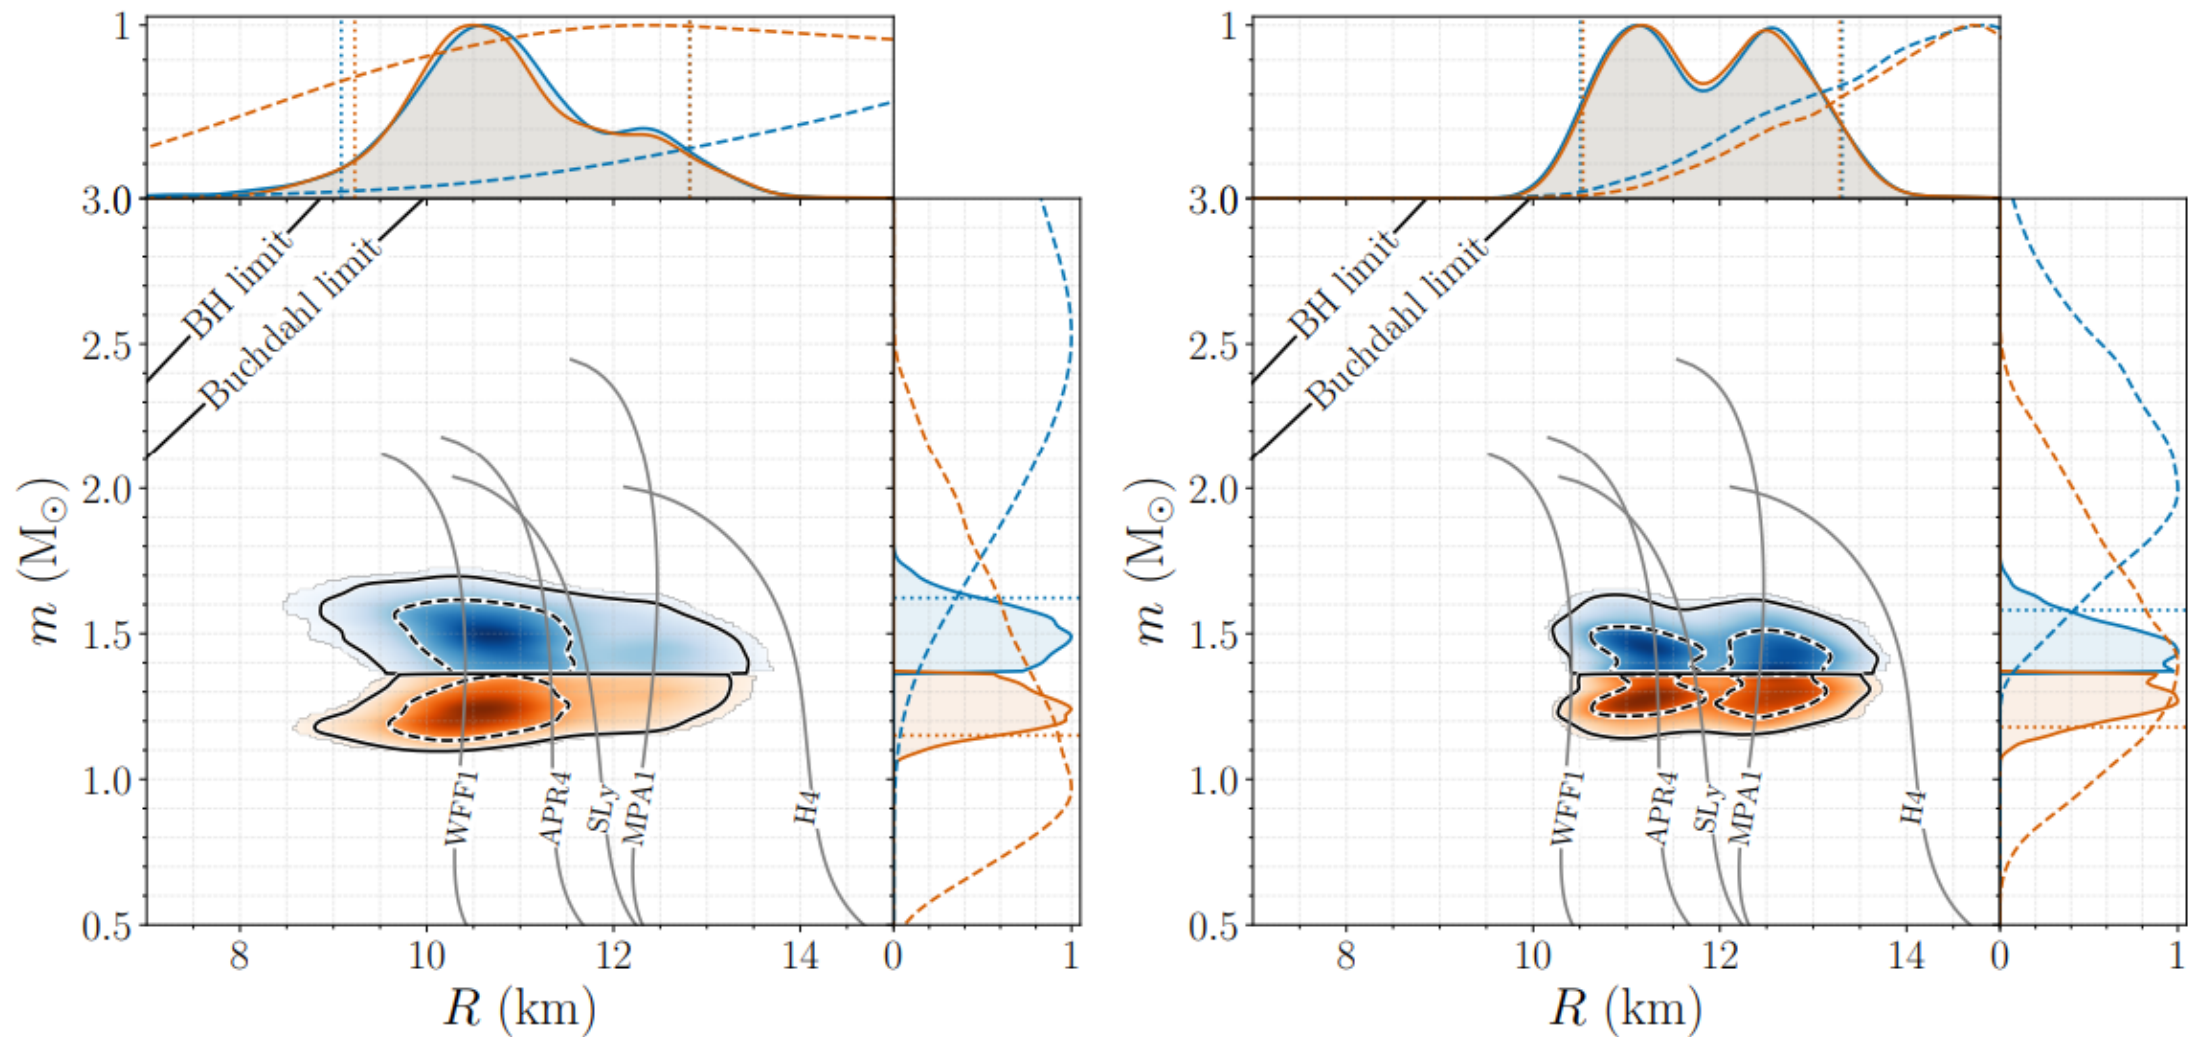 1
3.0
2.5
2.0
1.5
1.0
0.5
m (M⊙)
BH limit
Buchdahl limit
WFF1
APR4
SLy
MPA1
H4
8
10
12
14
0
1
R (km)
1
3.0
2.5
2.0
1.5
1.0
0.5
m (M⊙)
BH limit
Buchdahl limit
WFF1
APR4
SLy
MPA1
H4
8
10
12
14
0
1
R (km)